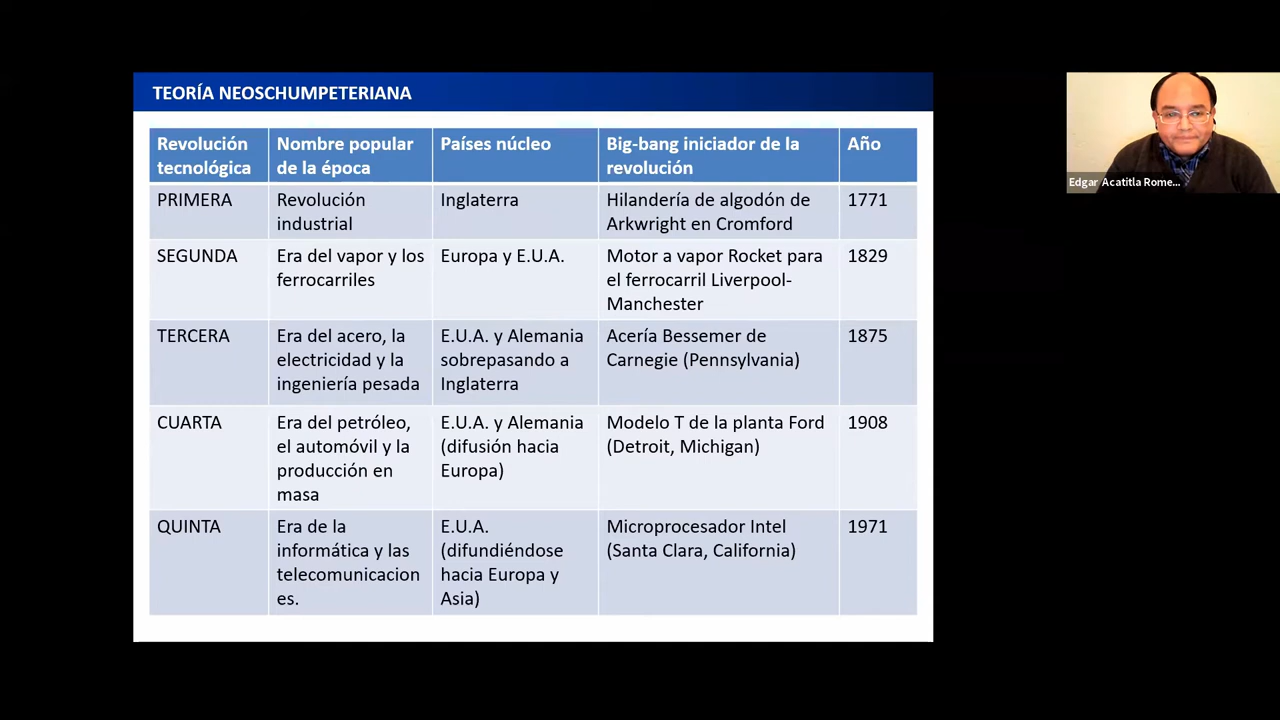 TEORÍA NEOSCHUMPETERIANA
Revolución
tecnológica
Nombre popular
de la época
Países núcleo
Big-bang iniciador de la
revolución
Año
PRIMERA
Revolución
industrial
Inglaterra
Hilandería de algodón de
Arkwright en Cromford
1771
SEGUNDA
Era del vapor y los
ferrocarriles
Europa y E.U.A.
Motor a vapor Rocket para
el ferrocarril Liverpool-
Manchester
1829
TERCERA
Era del acero, la
electricidad y la
ingeniería pesada
E.U.A. y Alemania
sobrepasando a
Inglaterra
Acería Bessemer de
Carnegie (Pennsylvania)
1875
CUARTA
Era del petróleo,
el automóvil y la
producción en
masa
E.U.A. y Alemania
(difusión hacia
Europa)
Modelo T de la planta Ford
(Detroit, Michigan)
1908
QUINTA
Era de la
informática y las
telecomunicacion
es.
E.U.A.
(difundiéndose
hacia Europa y
Asia)
Microprocesador Intel
(Santa Clara, California)
1971
Edgar Acatitla Rome...